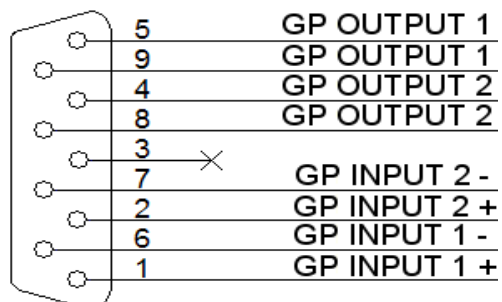 5 GP OUTPUT 1
9 GP OUTPUT 1
4 GP OUTPUT 2
8 GP OUTPUT 2
3
7 GP INPUT 2 -
2 GP INPUT 2 +
6 GP INPUT 1 -
1 GP INPUT 1 +